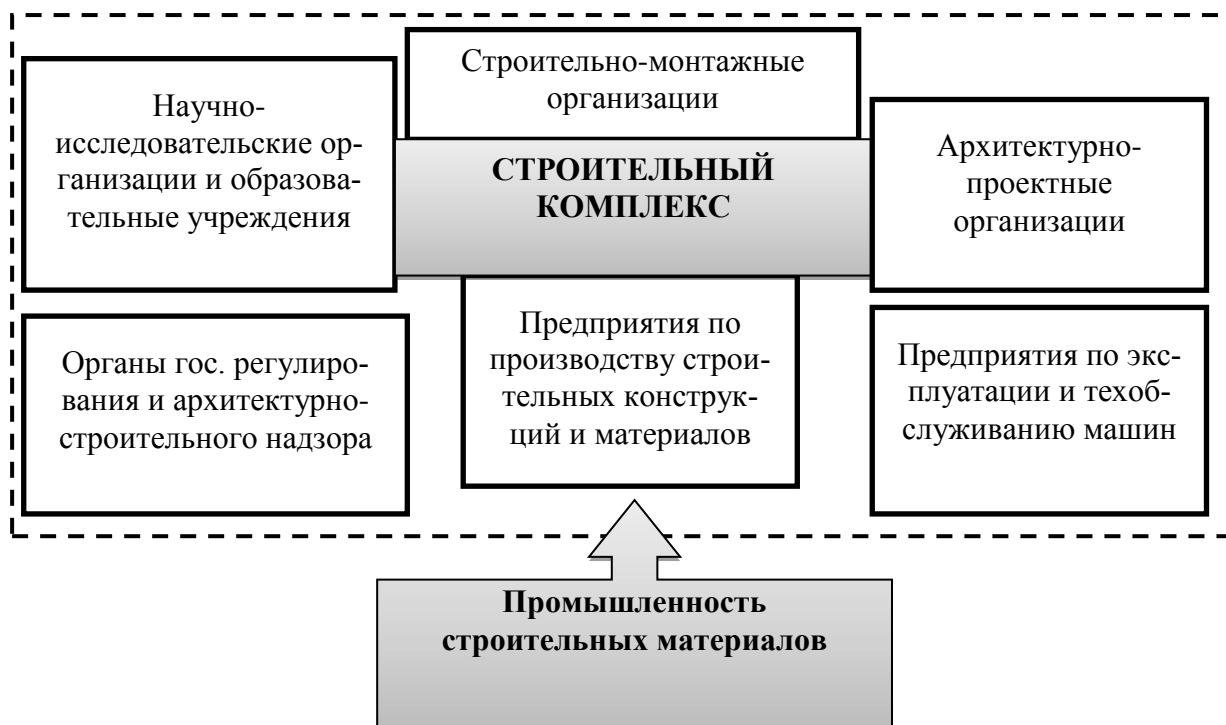 Научно-
исследовательские ор-
ганизации и образова-
тельные учреждения
Строительно-монтажные
организации
СТРОИТЕЛЬНЫЙ
КОМПЛЕКС
Архитектурно-
проектные
организации
Органы гос. регулиро-
вания и архитектурно-
строительного надзора
Предприятия по
производству строи-
тельных конструк-
ций и материалов
Предприятия по экс-
плуатации и техоб-
служиванию машин
Промышленность
строительных материалов